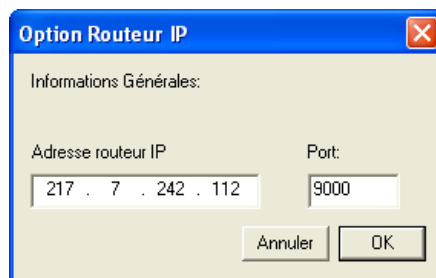 Option Routeur IP
Informations Générales:
Adresse routeur IP Port:
217 . 7 . 242 . 112 9000
Annuler OK